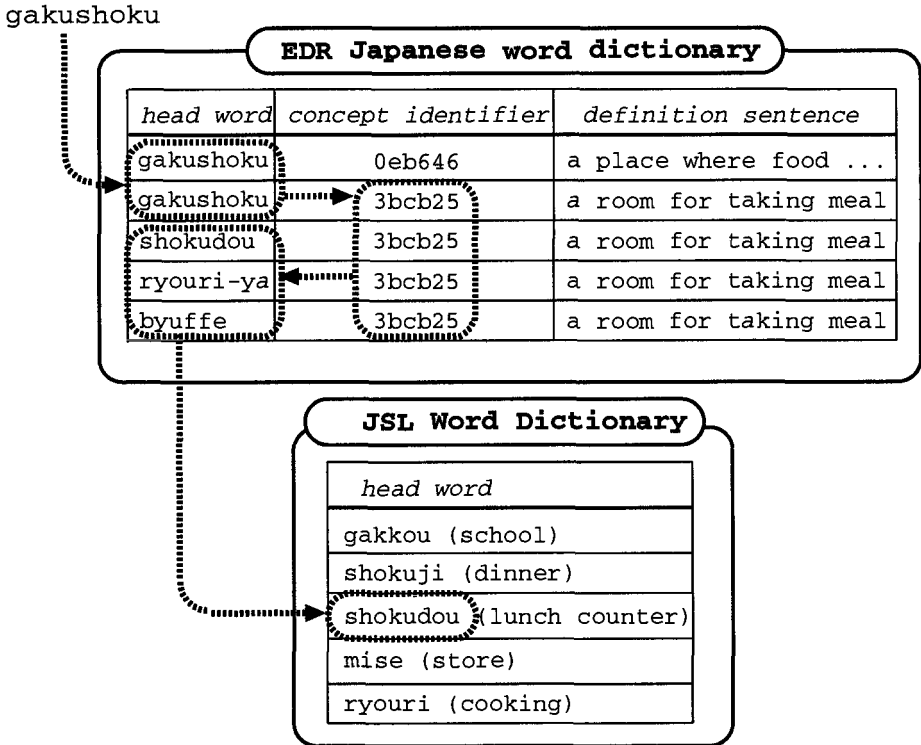 gakushoku
EDR Japanese word dictionary
head word concept identifier definition sentence
gakushoku 0eb646 a place where food ...
gakushoku 3bcb25 a room for taking meal
shokudou 3bcb25 a room for taking meal
ryouri-ya 3bcb25 a room for taking meal
byuffe 3bcb25 a room for taking meal
JSL Word Dictionary
head word
gakkou (school)
shokuji (dinner)
shokudou (lunch counter)
mise (store)
ryouri (cooking)